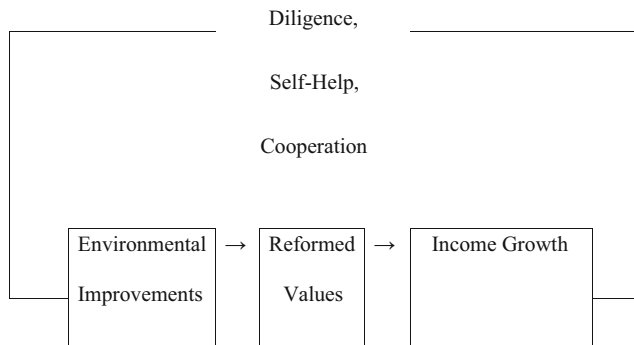 Diligence,
Self-Help,
Cooperation
Environmental → Reformed → Income Growth
Improvements Values